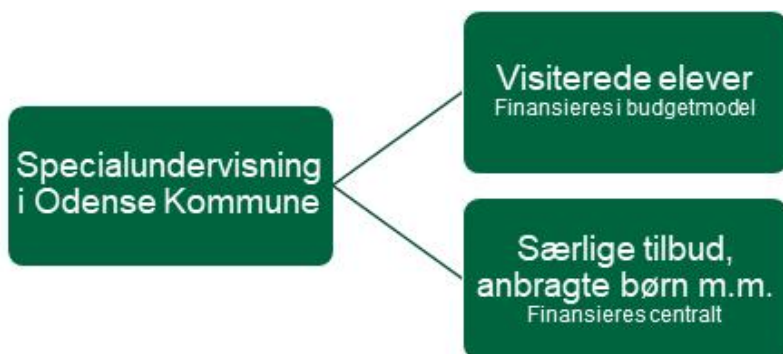 Specialundervisning
i Odense Kommune
Visiterede elever
Finansieres i budgetmodel
Særlige tilbud,
anbragte børn m.m.
Finansieres centralt